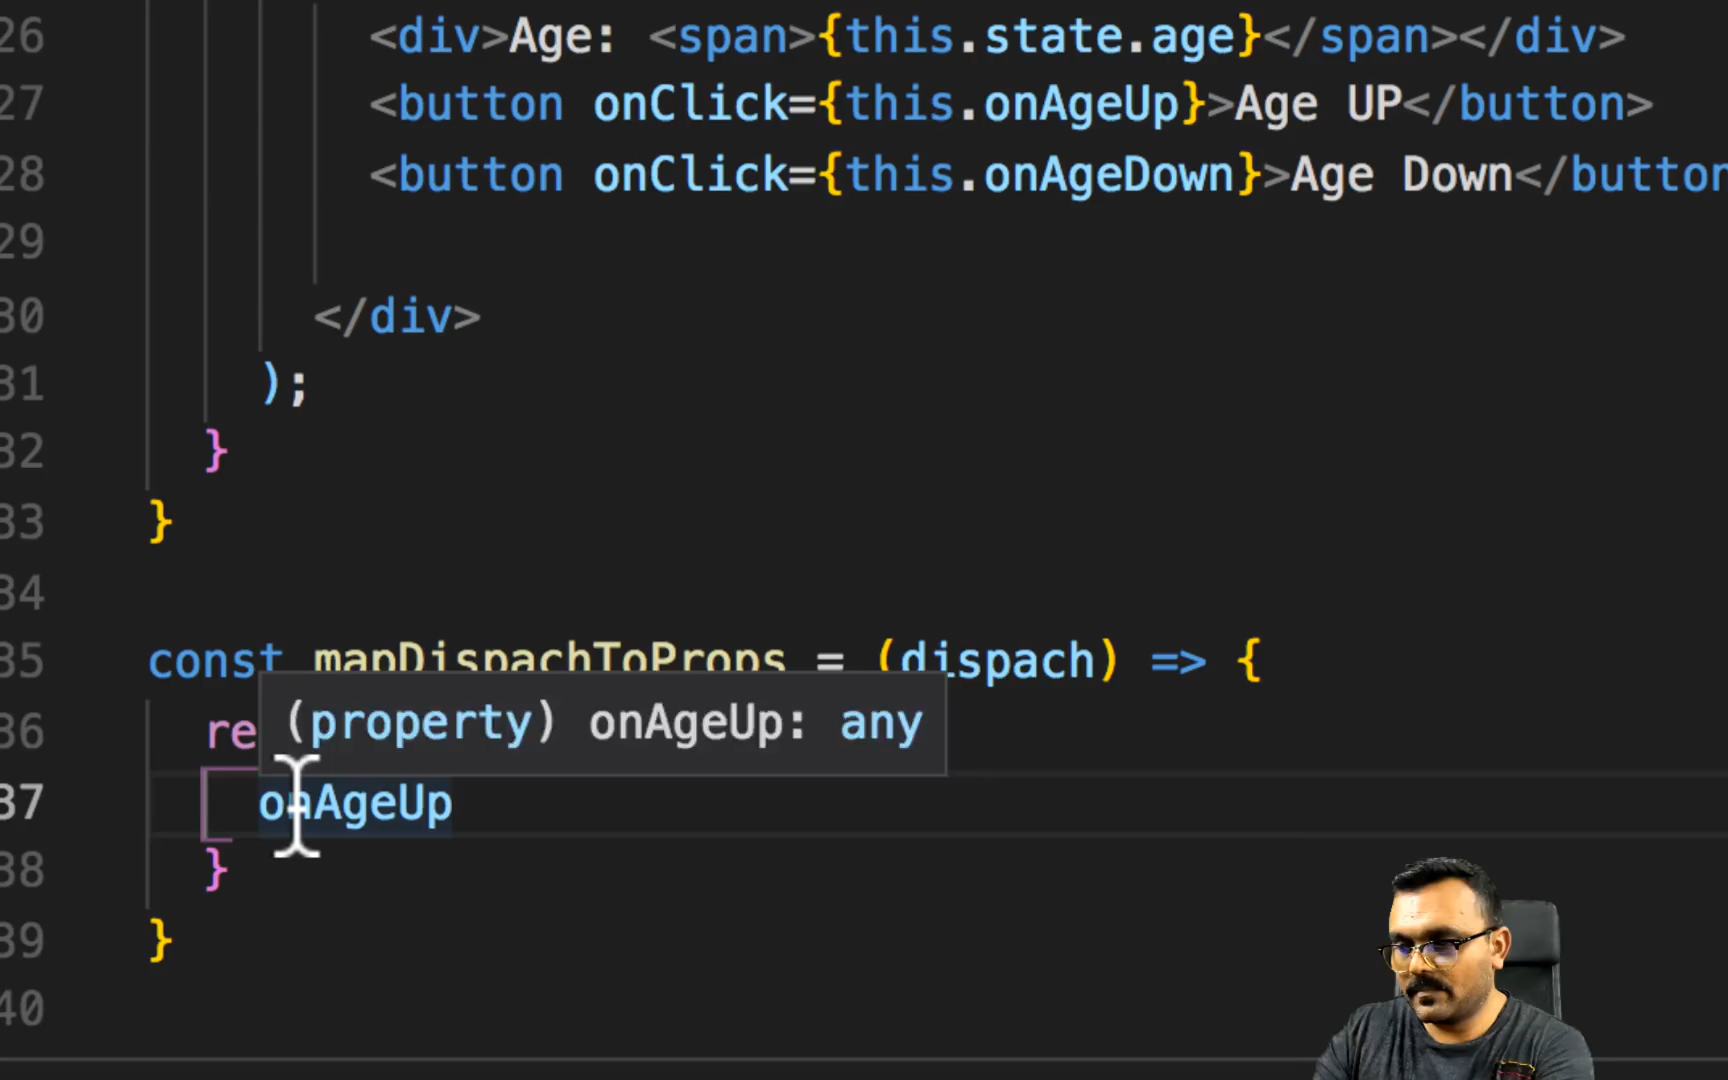 26 <div>Age: <span>{this.state.age}</span></div>
27 <button onClick={this.onAgeUp}>Age UP</button>
28 <button onClick={this.onAgeDown}>Age Down</button
29
30 </div>
31 );
32 }
33 }
34
35 const mapDispachToProps = (dispach) => {
36 re
(property) onAgeUp: any
37 onAgeUp
38 }
39 }
40